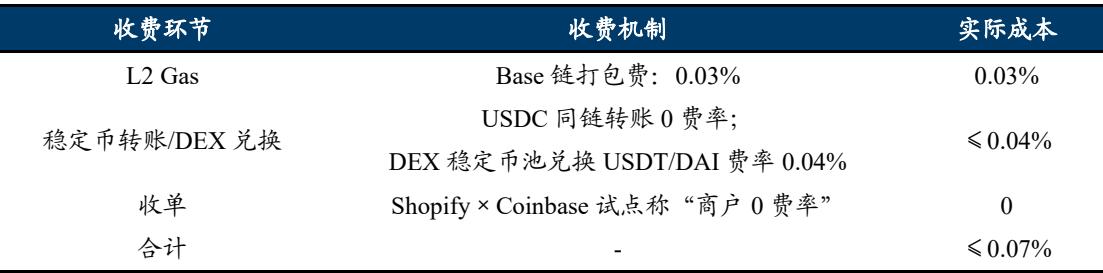 收费环节 收费机制 实际成本
L2 Gas Base 链打包费：0.03% 0.03%
USDC 同链转账 0 费率；
稳定币转账/DEX 兑换 ≤0.04%
DEX 稳定币池兑换 USDT/DAI 费率 0.04%
收单 Shopify × Coinbase 试点称“商户 0 费率” 0
合计 - ≤0.07%